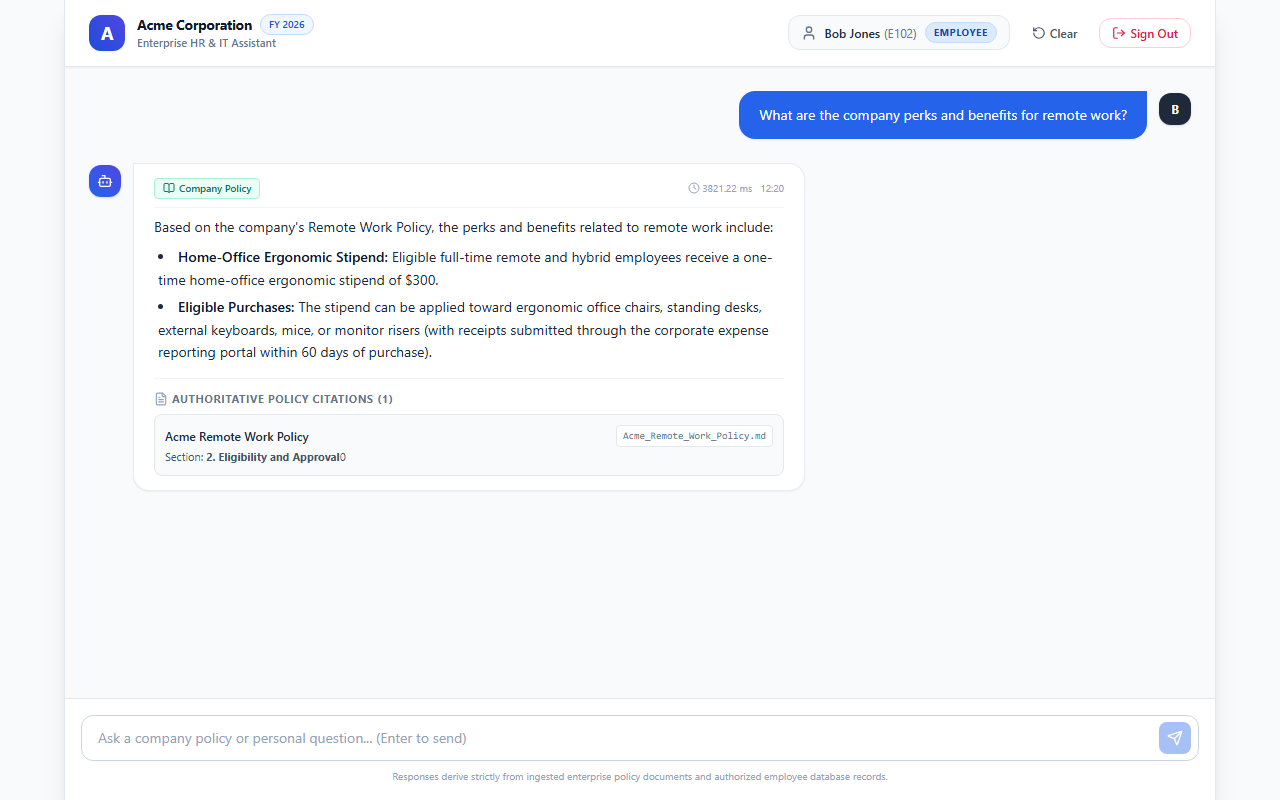 A
Acme Corporation FY 2026
Enterprise HR & IT Assistant
Bob Jones (E102) EMPLOYEE Clear Sign Out
What are the company perks and benefits for remote work?
B
Company Policy 3821.22 ms 12:20
Based on the company's Remote Work Policy, the perks and benefits related to remote work include:
• Home-Office Ergonomic Stipend: Eligible full-time remote and hybrid employees receive a one-
time home-office ergonomic stipend of $300.
• Eligible Purchases: The stipend can be applied toward ergonomic office chairs, standing desks,
external keyboards, mice, or monitor risers (with receipts submitted through the corporate expense
reporting portal within 60 days of purchase).
AUTHORITATIVE POLICY CITATIONS (1)
Acme Remote Work Policy Acme_Remote_Work_Policy.md
Section: 2. Eligibility and Approval0
Ask a company policy or personal question... (Enter to send)
Responses derive strictly from ingested enterprise policy documents and authorized employee database records.